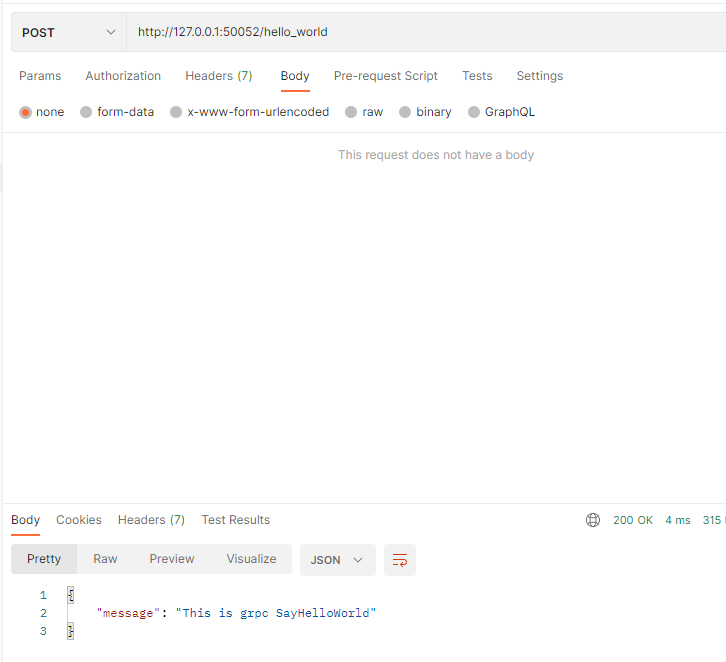 POST http://127.0.0.1:50052/hello_world
Params Authorization Headers (7) Body Pre-request Script Tests Settings
none form-data x-www-form-urlencoded raw binary GraphQL
This request does not have a body
Body Cookies Headers (7) Test Results 200 OK 4 ms 315
Pretty Raw Preview Visualize JSON
1 {
2 "message": "This is grpc SayHelloWorld"
3 }